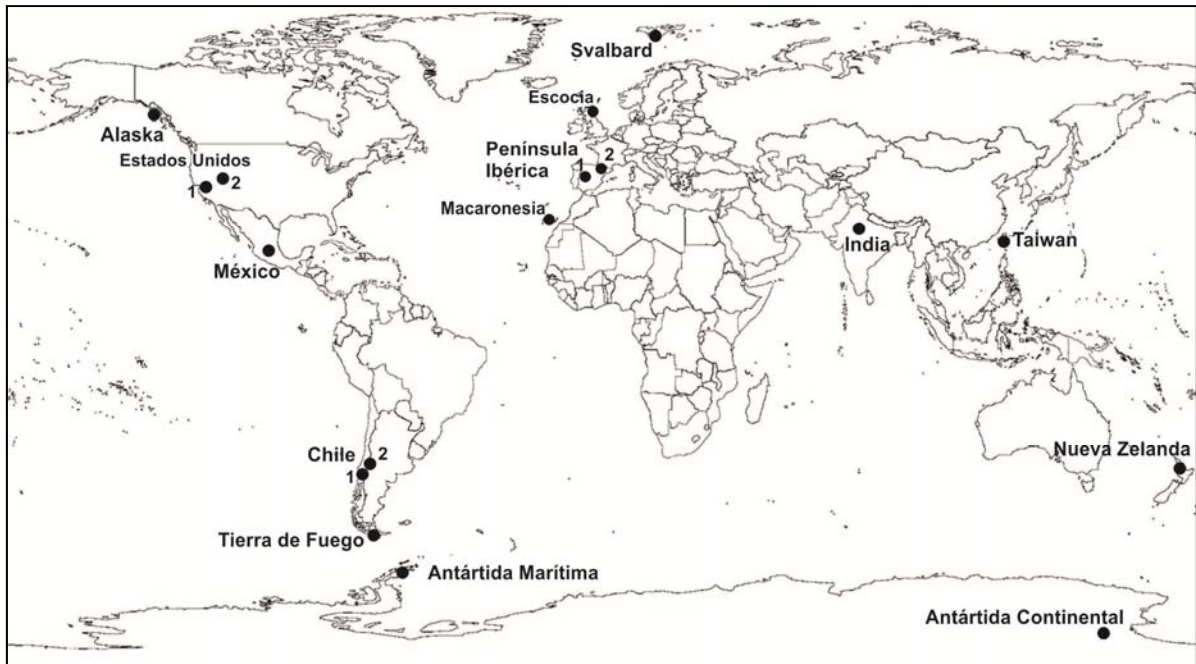 Svalbard
Escocia
Alaska
Estados Unidos
1
2
Península
Ibérica
1
2
Macaronesia
México
India
Taiwan
Chile
1
2
Nueva Zelanda
Tierra de Fuego
Antártida Marítima
Antártida Continental